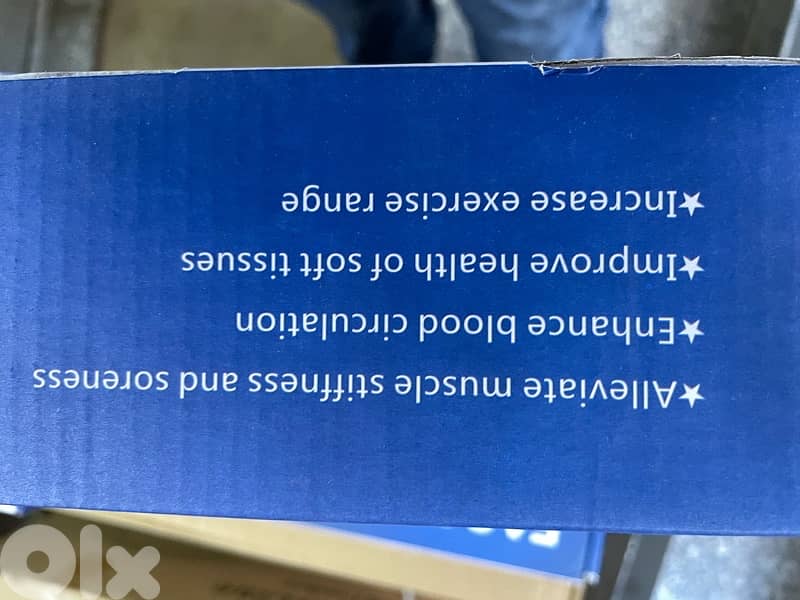 ★Alleviate muscle stiffness and soreness
★Enhance blood circulation
★Improve health of soft tissues
★Increase exercise range
olx